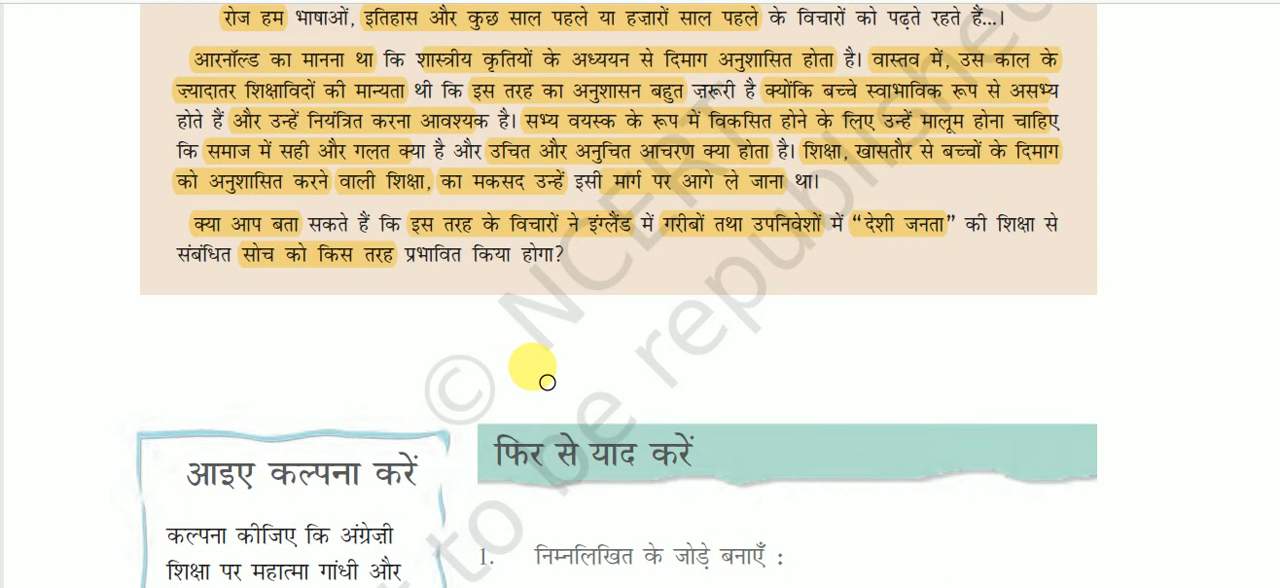 रोज हम भाषाओं, इतिहास और कुछ साल पहले या हज़ारों साल पहले के विचारों को पढ़ते रहते हैं...।
आरनॉल्ड का मानना था कि शास्त्रीय कृतियों के अध्ययन से दिमाग अनुशासित होता है। वास्तव में, उस काल के
ज़्यादातर शिक्षाविदों की मान्यता थी कि इस तरह का अनुशासन बहुत ज़रूरी है क्योंकि बच्चे स्वाभाविक रूप से असभ्य
होते हैं और उन्हें नियंत्रित करना आवश्यक है। सभ्य वयस्क के रूप में विकसित होने के लिए उन्हें मालूम होना चाहिए
कि समाज में सही और गलत क्या है और उचित और अनुचित आचरण क्या होता है। शिक्षा, खासतौर से बच्चों के दिमाग
को अनुशासित करने वाली शिक्षा, का मकसद उन्हें इसी मार्ग पर आगे ले जाना था।
क्या आप बता सकते हैं कि इस तरह के विचारों ने इंग्लैंड में गरीबों तथा उपनिवेशों में “देशी जनता” की शिक्षा से
संबंधित सोच को किस तरह प्रभावित किया होगा?
© NCERT
to be republished
आइए कल्पना करें
कल्पना कीजिए कि अंग्रेज़ी
शिक्षा पर महात्मा गांधी और
फिर से याद करें
1. निम्नलिखित के जोड़े बनाएँ :